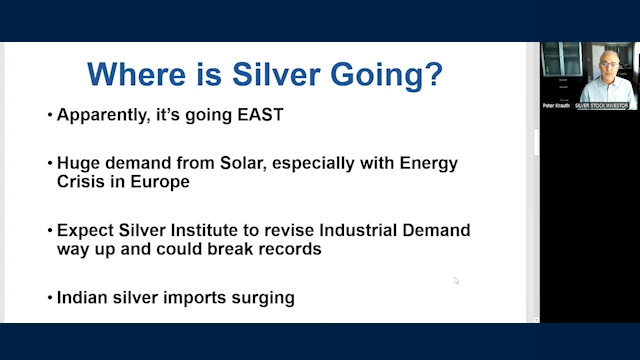 Where is Silver Going?
• Apparently, it's going EAST
• Huge demand from Solar, especially with Energy
Crisis in Europe
• Expect Silver Institute to revise Industrial Demand
way up and could break records
• Indian silver imports surging
Peter Krauth
SILVER STOCK INVESTOR